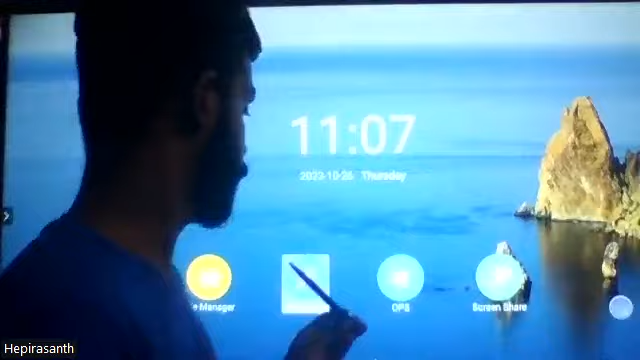 11:07
2023-10-26 Thursday
e Manager
OPS
Screen Share
Hepirasanth